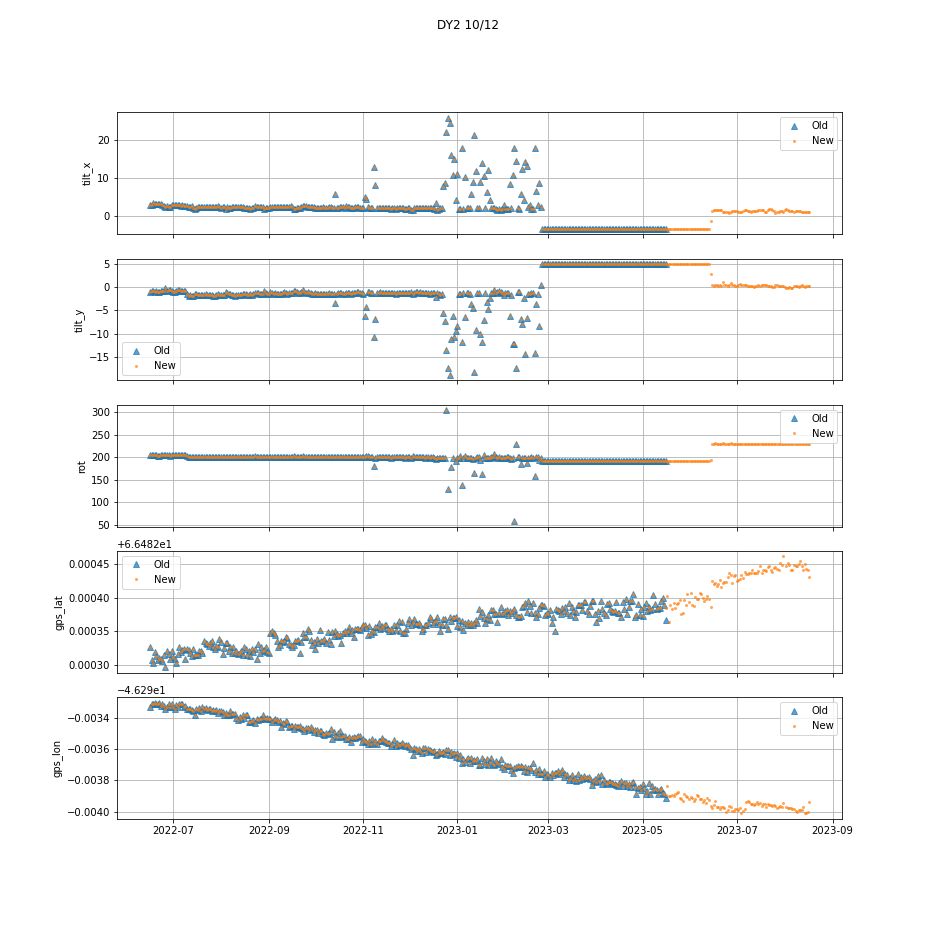 DY2 10/12
tilt_x
20
10
0
Old
New
tilt_y
5
0
−5
−10
−15
Old
New
rot
300
250
200
150
100
50
Old
New
+6.6482e1
gps_lat
0.00045
0.00040
0.00035
0.00030
Old
New
−4.629e1
gps_lon
−0.0034
−0.0036
−0.0038
−0.0040
Old
New
2022-07 2022-09 2022-11 2023-01 2023-03 2023-05 2023-07 2023-09